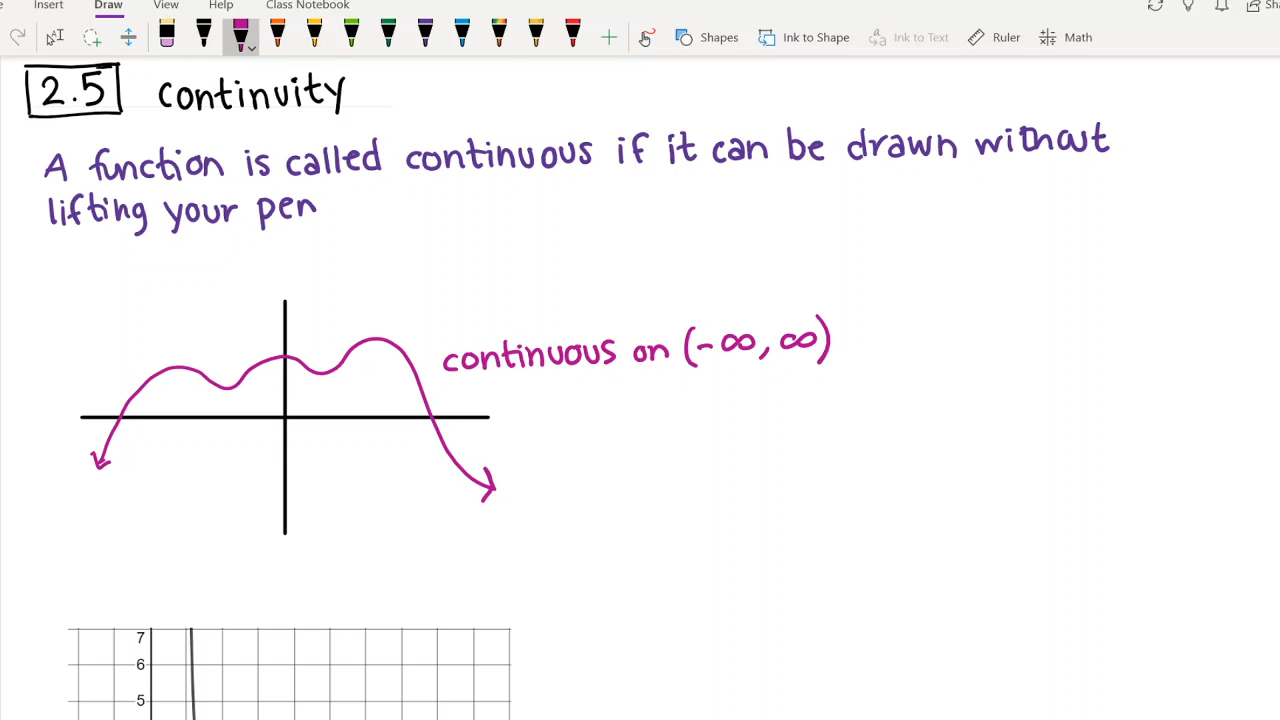 Insert Draw View Help Class Notebook
Shapes Ink to Shape Ink to Text Ruler Math
2.5 continuity
A function is called continuous if it can be drawn without
lifting your pen
continuous on (-∞, ∞)
7
6
5